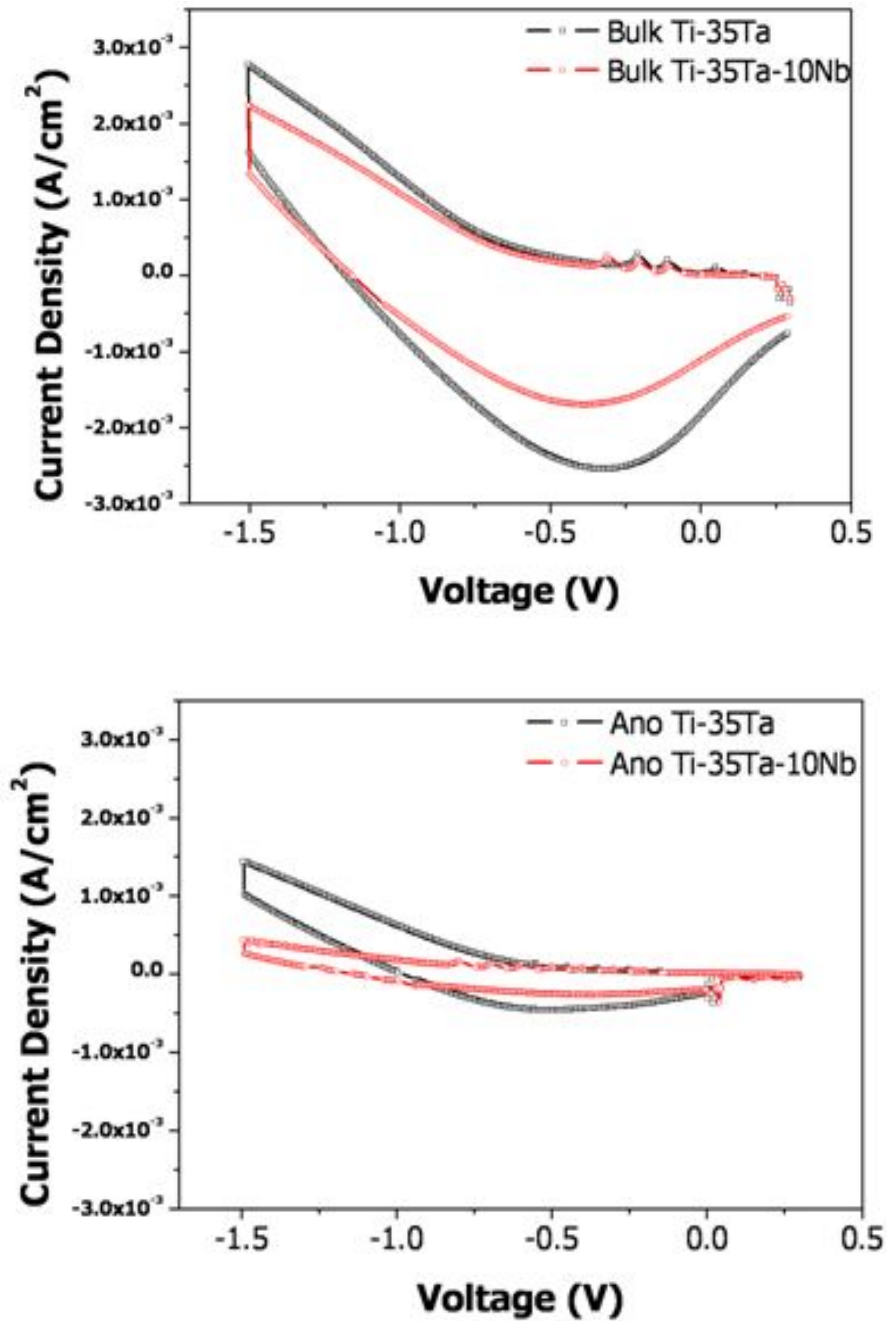 Bulk Ti-35Ta
Bulk Ti-35Ta-10Nb
Current Density (A/cm²)
3.0x10⁻³
2.0x10⁻³
1.0x10⁻³
0.0
-1.0x10⁻³
-2.0x10⁻³
-3.0x10⁻³
-1.5 -1.0 -0.5 0.0 0.5
Voltage (V)
Ano Ti-35Ta
Ano Ti-35Ta-10Nb
Current Density (A/cm²)
3.0x10⁻³
2.0x10⁻³
1.0x10⁻³
0.0
-1.0x10⁻³
-2.0x10⁻³
-3.0x10⁻³
-1.5 -1.0 -0.5 0.0 0.5
Voltage (V)